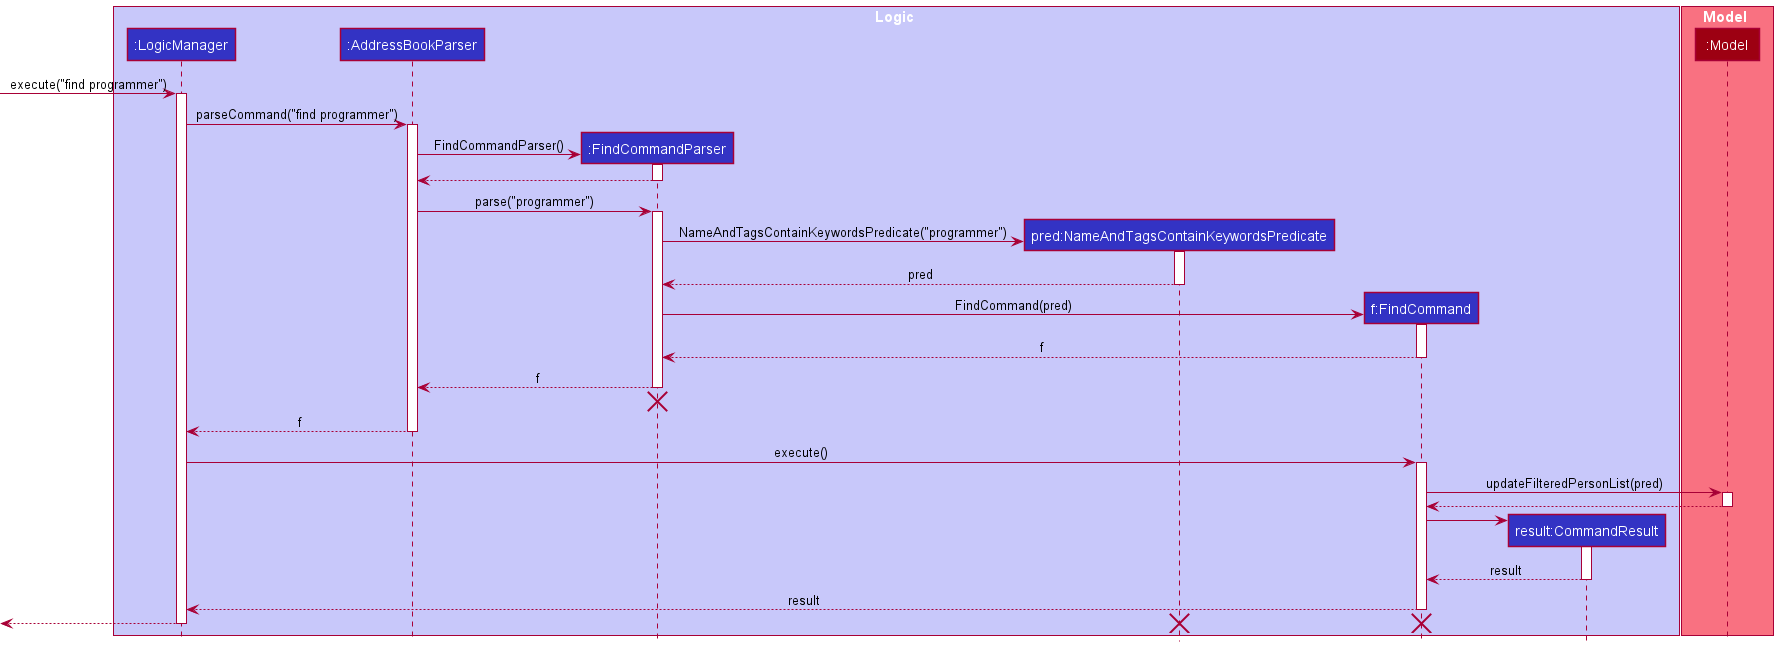 Logic
Model
:LogicManager
:AddressBookParser
:Model
execute("find programmer")
parseCommand("find programmer")
FindCommandParser()
:FindCommandParser
parse("programmer")
NameAndTagsContainKeywordsPredicate("programmer")
pred:NameAndTagsContainKeywordsPredicate
pred
FindCommand(pred)
f:FindCommand
f
f
f
execute()
updateFilteredPersonList(pred)
result:CommandResult
result
result